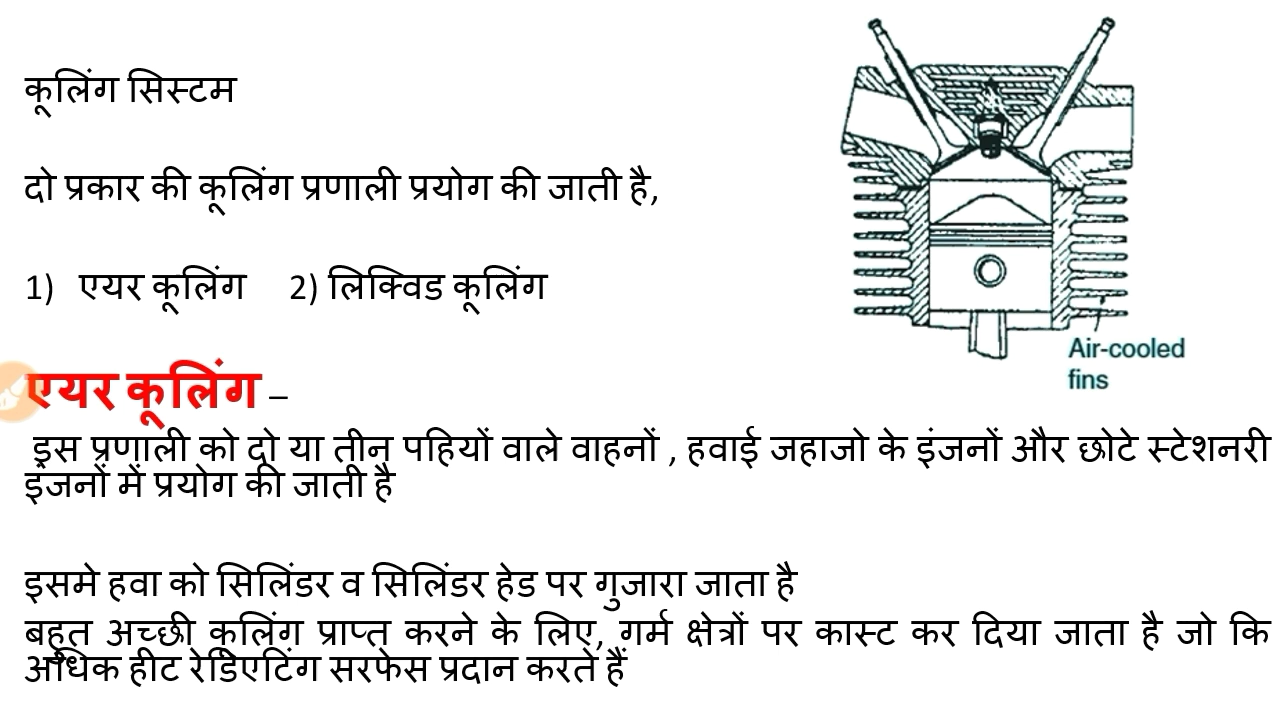 कूलिंग सिस्टम
दो प्रकार की कूलिंग प्रणाली प्रयोग की जाती है,
1) एयर कूलिंग 2) लिक्विड कूलिंग
एयर कूलिंग –
इस प्रणाली को दो या तीन पहियों वाले वाहनों , हवाई जहाजो के इंजनों और छोटे स्टेशनरी
इंजनों में प्रयोग की जाती है
इसमे हवा को सिलिंडर व सिलिंडर हेड पर गुजारा जाता है
बहुत अच्छी कूलिंग प्राप्त करने के लिए, गर्म क्षेत्रों पर कास्ट कर दिया जाता है जो कि
अधिक हीट रेडिएटिंग सरफेस प्रदान करते हैं
Air-cooled
fins